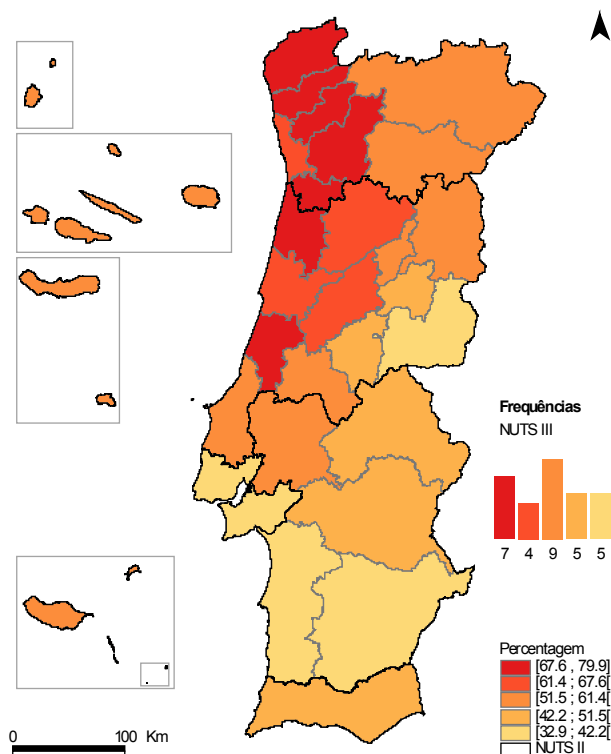 Frequências
NUTS III
7 4 9 5 5
Percentagem
[67.6 ; 79.9]
[61.4 ; 67.6[
[51.5 ; 61.4[
[42.2 ; 51.5[
[32.9 ; 42.2[
NUTS II
0 100 Km